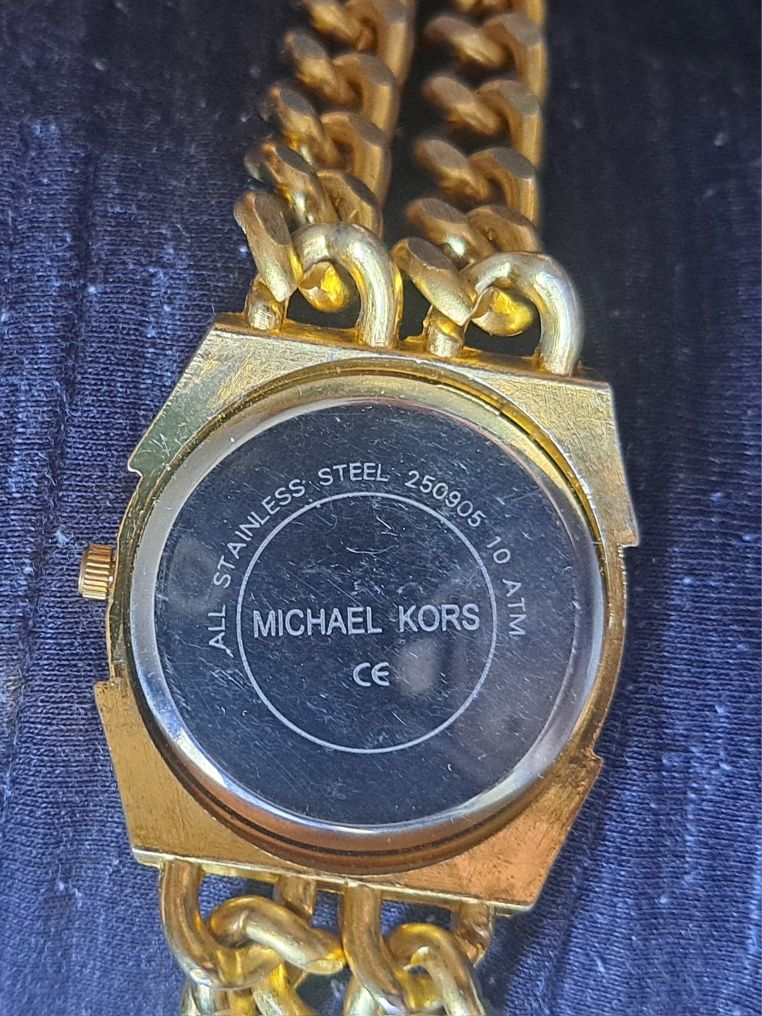 ALL STAINLESS STEEL 250905 10 ATM
MICHAEL KORS
CE